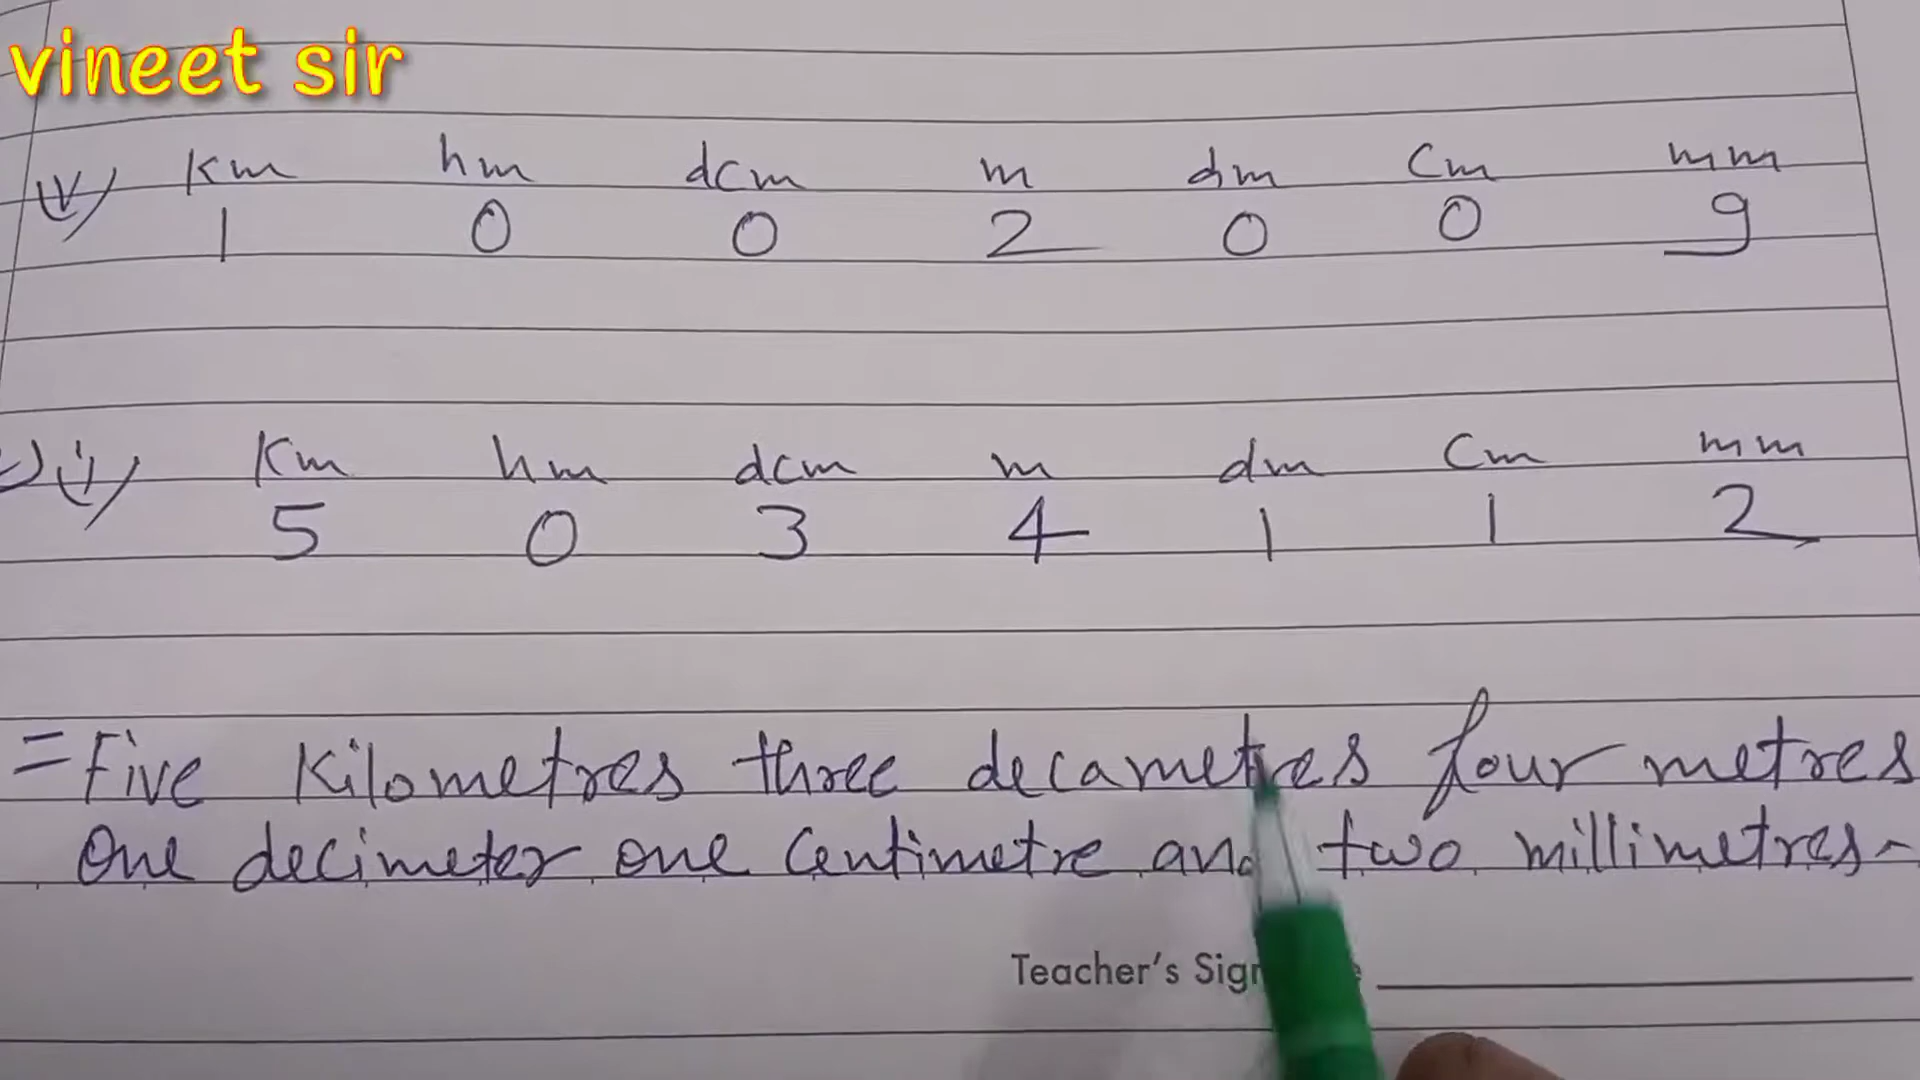 vineet sir
v) Km hm dcm m dm Cm mm
1 0 0 2 0 0 9
i) Km hm dcm m dm Cm mm
5 0 3 4 1 1 2
= Five Kilometres three decametres four metres
One decimeter one Centimetre and two millimetres.
Teacher's